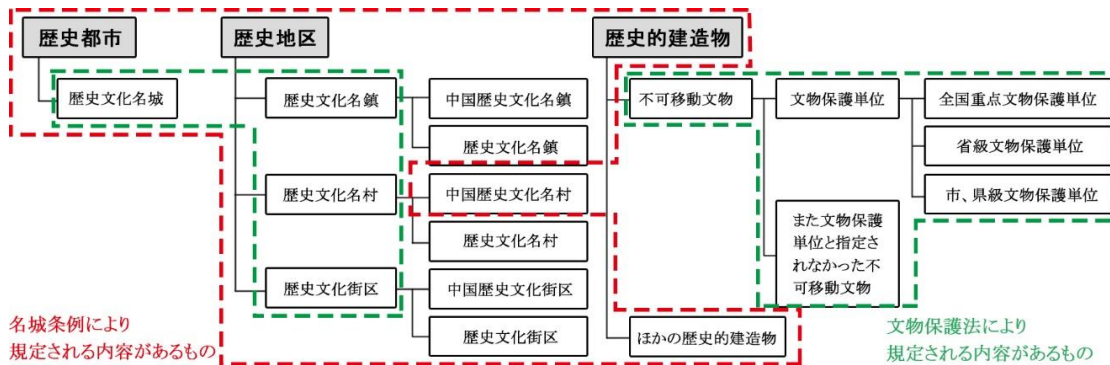 歴史都市
歴史地区
歴史的建造物
歴史文化名城
歴史文化名鎮
中国歴史文化名鎮
不可移動文物
文物保護単位
全国重点文物保護単位
歴史文化名鎮
省級文物保護単位
歴史文化名村
中国歴史文化名村
市、県級文物保護単位
歴史文化名村
また文物保護
単位と指定さ
れなかった不
可移動文物
歴史文化街区
中国歴史文化街区
歴史文化街区
ほかの歴史的建造物
名城条例により
規定される内容があるもの
文物保護法により
規定される内容があるもの